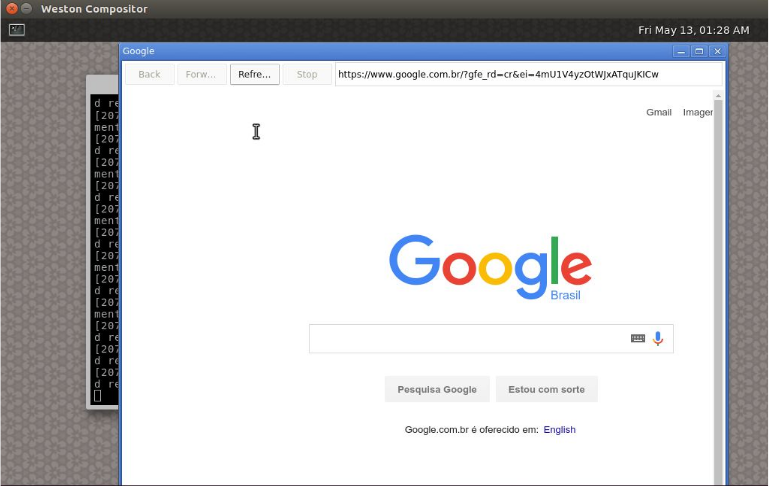 Weston Compositor
Fri May 13, 01:28 AM
Google
Back Forw... Refre... Stop https://www.google.com.br/?gfe_rd=cr&ei=4mU1V4yzOtWJxATquJKICw
Gmail Imager
Google
Brasil
Pesquisa Google Estou com sorte
Google.com.br é oferecido em: English
d re
[207
ment
[207
d re
[207
ment
[207
d re
[207
ment
[207
d re
[207
ment
[207
d re
[207
ment
[207
d re
[207
d re
[207
d re